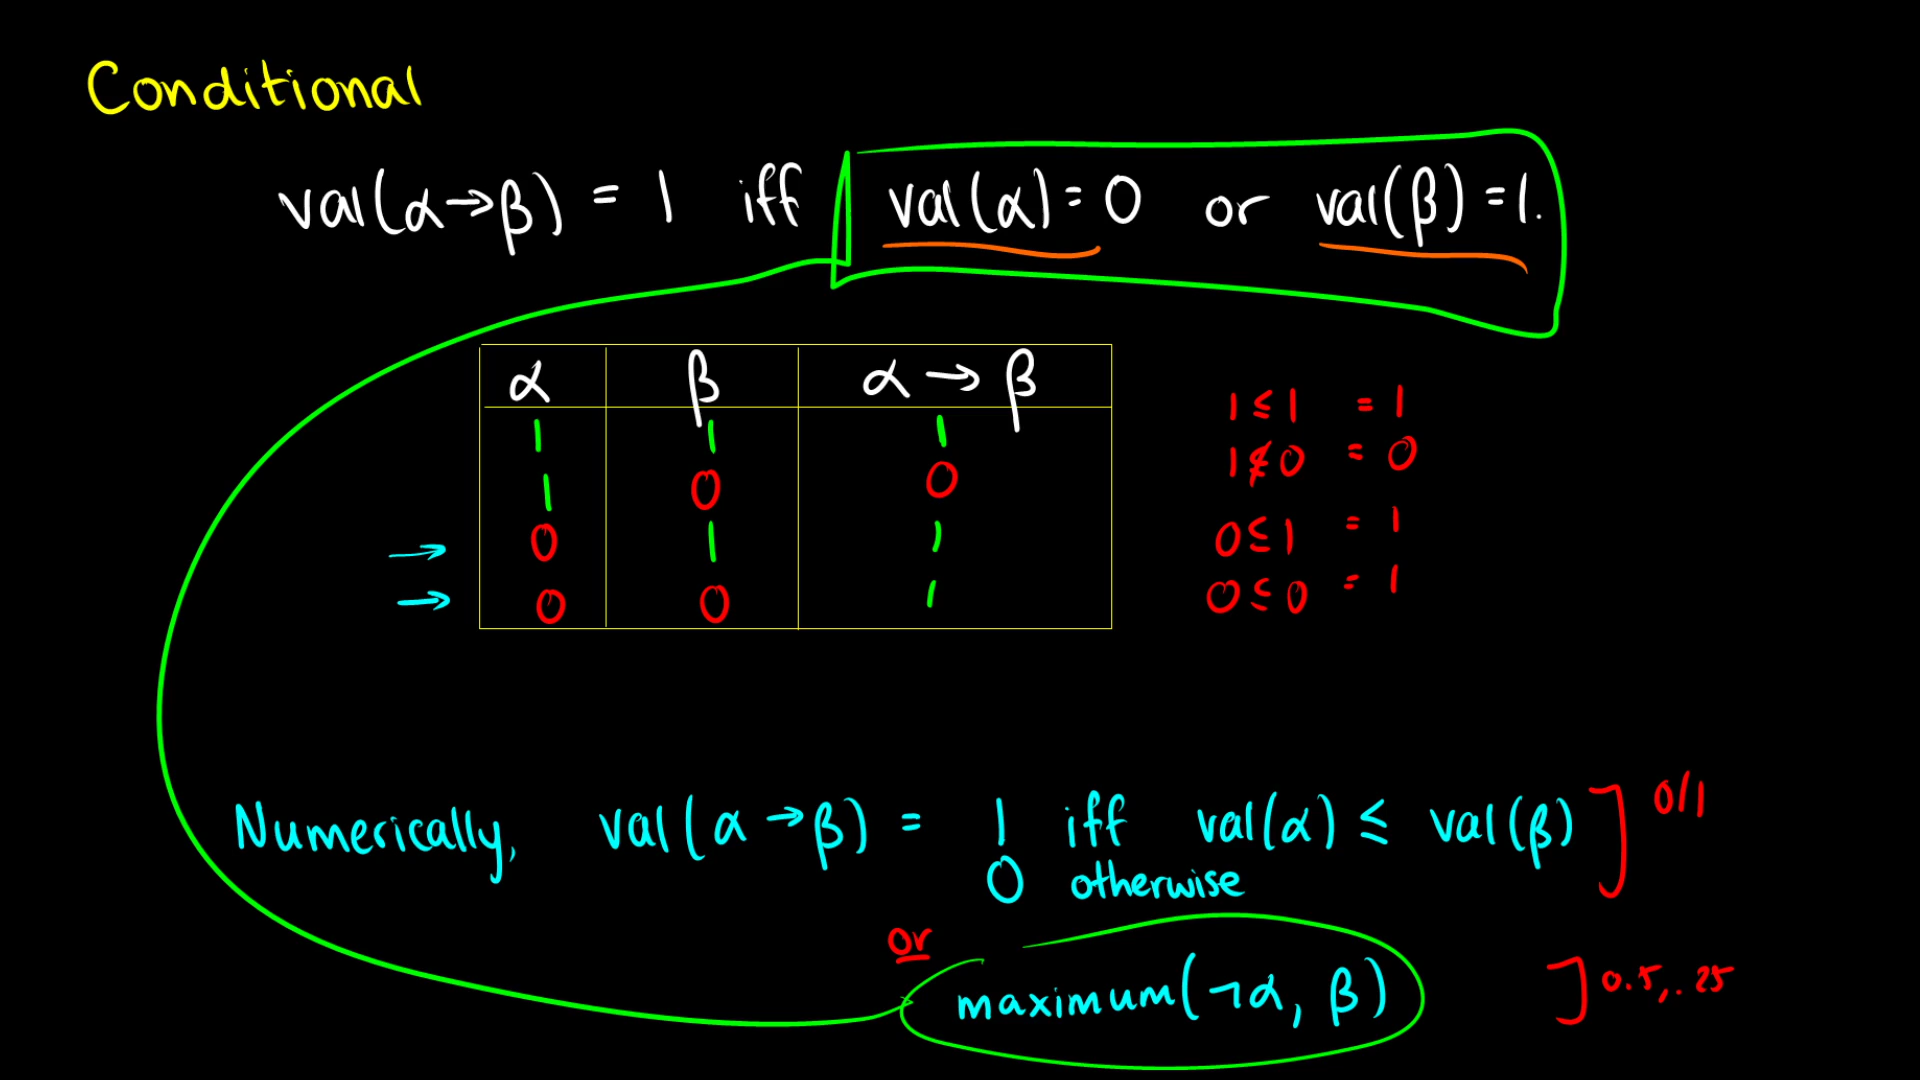 Conditional
val(α→β) = 1 iff val(α)=0 or val(β)=1.
α β α→β
1 1 1 1≤1 = 1
1 0 0 1≰0 = 0
→ 0 1 1 0≤1 = 1
→ 0 0 1 0≤0 = 1
Numerically, val(α→β) = 1 iff val(α) ≤ val(β) ] 0/1
0 otherwise
or
maximum(¬α, β) ] 0.5, .25